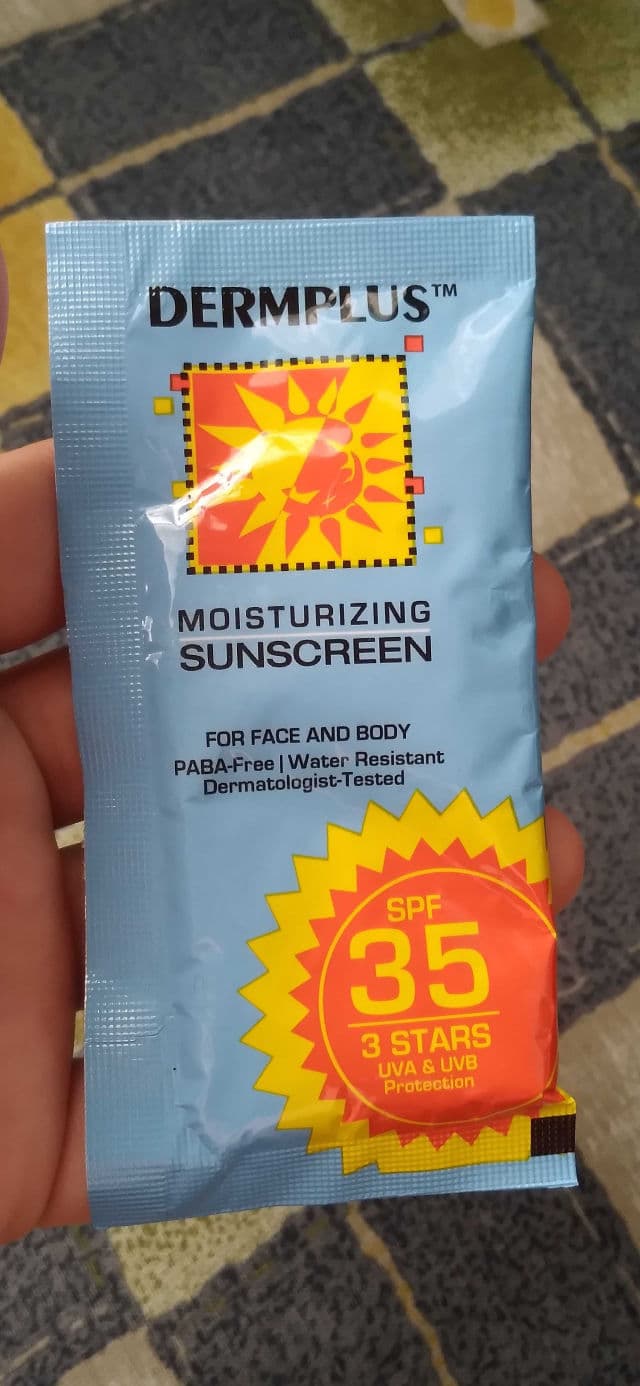 DERMPLUS™
MOISTURIZING
SUNSCREEN
FOR FACE AND BODY
PABA-Free | Water Resistant
Dermatologist-Tested
SPF
35
3 STARS
UVA & UVB
Protection